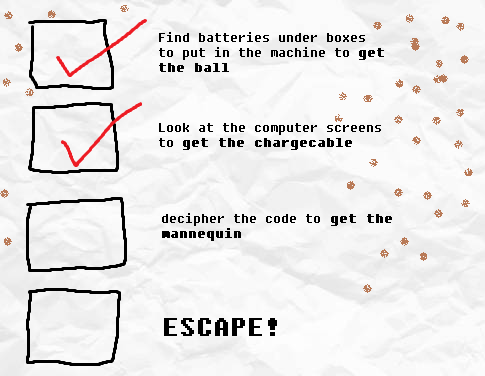 Find batteries under boxes
to put in the machine to get
the ball
Look at the computer screens
to get the chargecable
decipher the code to get the
mannequin
ESCAPE!